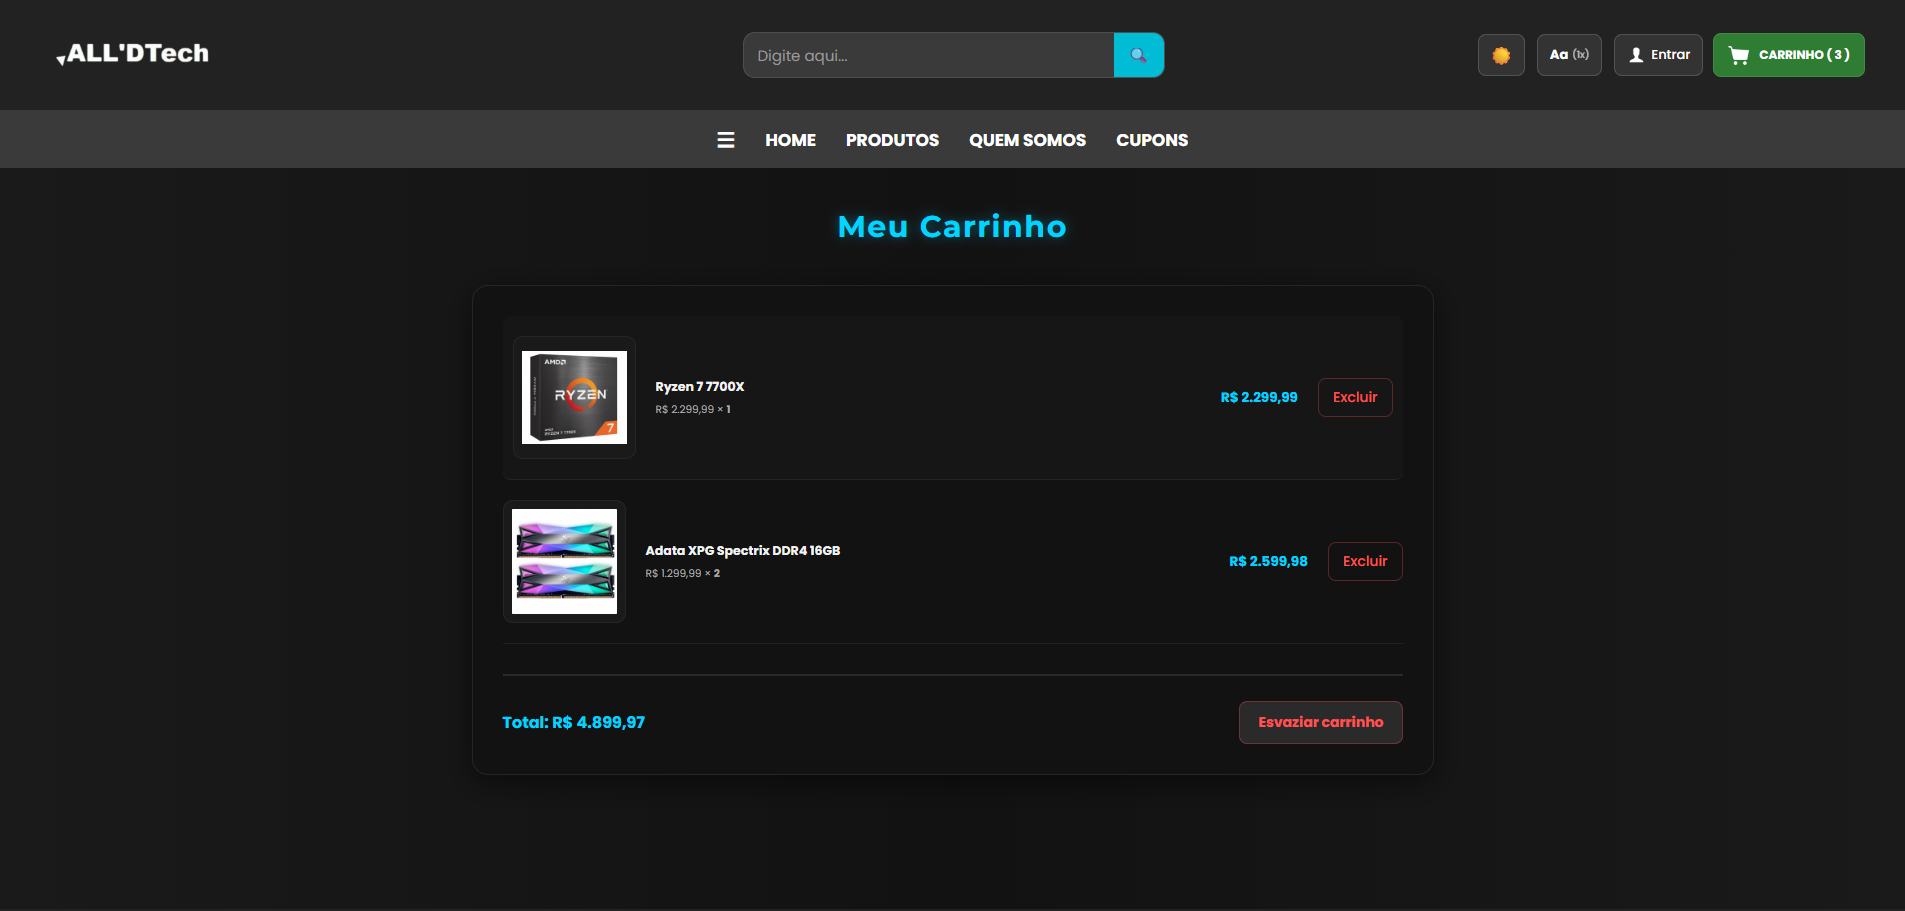 ALL'DTech
Digite aqui...
Aa (1x)
Entrar
CARRINHO ( 3 )
HOME
PRODUTOS
QUEM SOMOS
CUPONS
Meu Carrinho
AMD
RYZEN
7
Ryzen 7 7700X
R$ 2.299,99 × 1
R$ 2.299,99
Excluir
Adata XPG Spectrix DDR4 16GB
R$ 1.299,99 × 2
R$ 2.599,98
Excluir
Total: R$ 4.899,97
Esvaziar carrinho